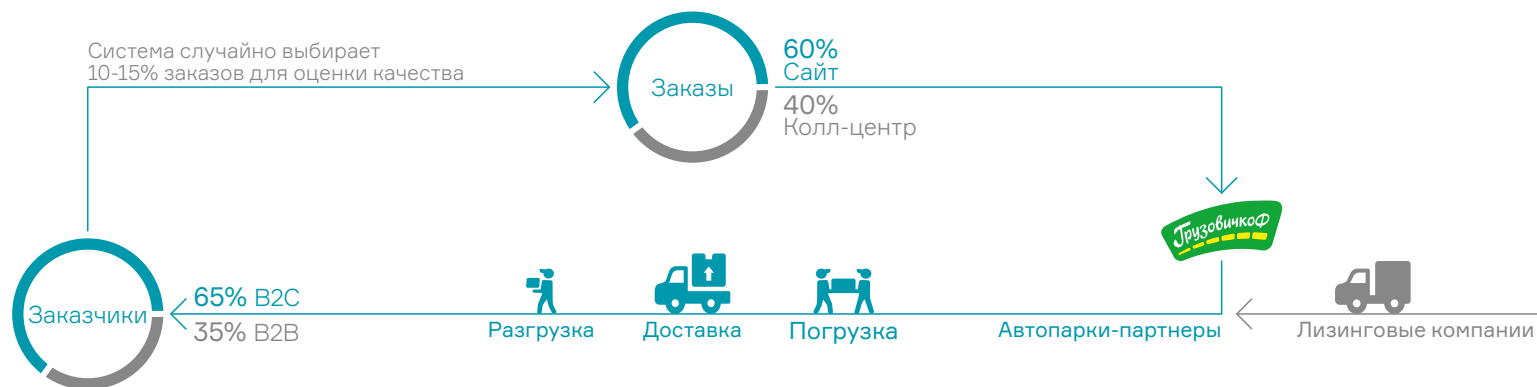 Система случайно выбирает
10-15% заказов для оценки качества
Заказы
60%
Сайт
40%
Колл-центр
ГрузовичкоФ
Заказчики
65% B2C
35% B2B
Разгрузка
Доставка
Погрузка
Автопарки-партнеры
Лизинговые компании